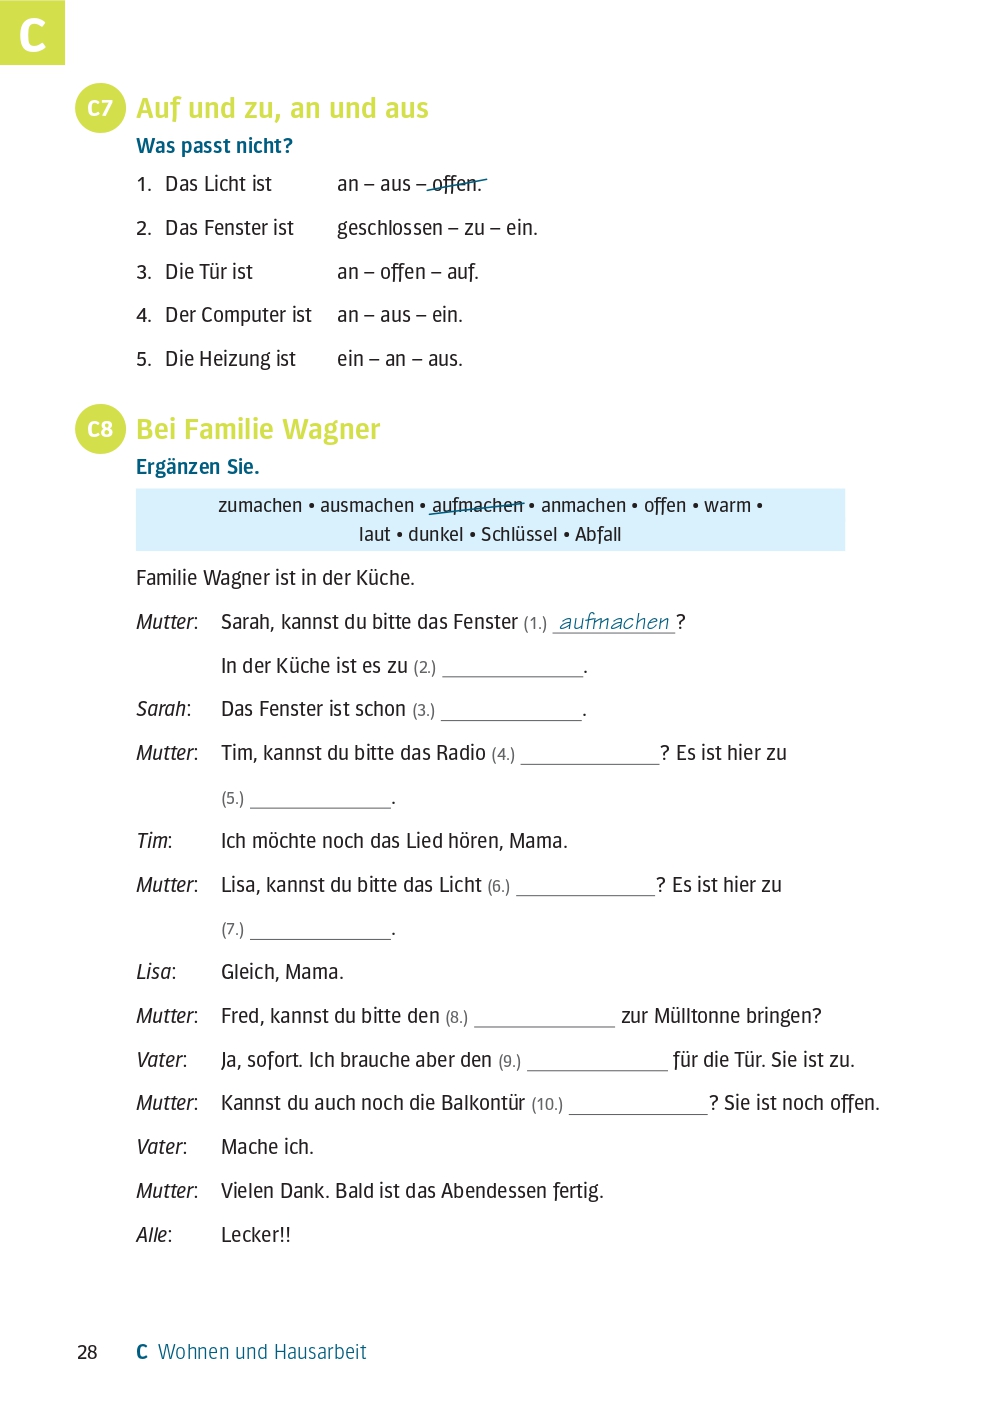 C
C7 Auf und zu, an und aus
Was passt nicht?
1. Das Licht ist an – aus – offen.
2. Das Fenster ist geschlossen – zu – ein.
3. Die Tür ist an – offen – auf.
4. Der Computer ist an – aus – ein.
5. Die Heizung ist ein – an – aus.
C8 Bei Familie Wagner
Ergänzen Sie.
zumachen • ausmachen • aufmachen • anmachen • offen • warm •
laut • dunkel • Schlüssel • Abfall
Familie Wagner ist in der Küche.
Mutter: Sarah, kannst du bitte das Fenster (1.) aufmachen ?
In der Küche ist es zu (2.) ______________.
Sarah: Das Fenster ist schon (3.) ______________.
Mutter: Tim, kannst du bitte das Radio (4.) ______________? Es ist hier zu
(5.) ______________.
Tim: Ich möchte noch das Lied hören, Mama.
Mutter: Lisa, kannst du bitte das Licht (6.) ______________? Es ist hier zu
(7.) ______________.
Lisa: Gleich, Mama.
Mutter: Fred, kannst du bitte den (8.) ______________ zur Mülltonne bringen?
Vater: Ja, sofort. Ich brauche aber den (9.) ______________ für die Tür. Sie ist zu.
Mutter: Kannst du auch noch die Balkontür (10.) ______________? Sie ist noch offen.
Vater: Mache ich.
Mutter: Vielen Dank. Bald ist das Abendessen fertig.
Alle: Lecker!!
28 C Wohnen und Hausarbeit